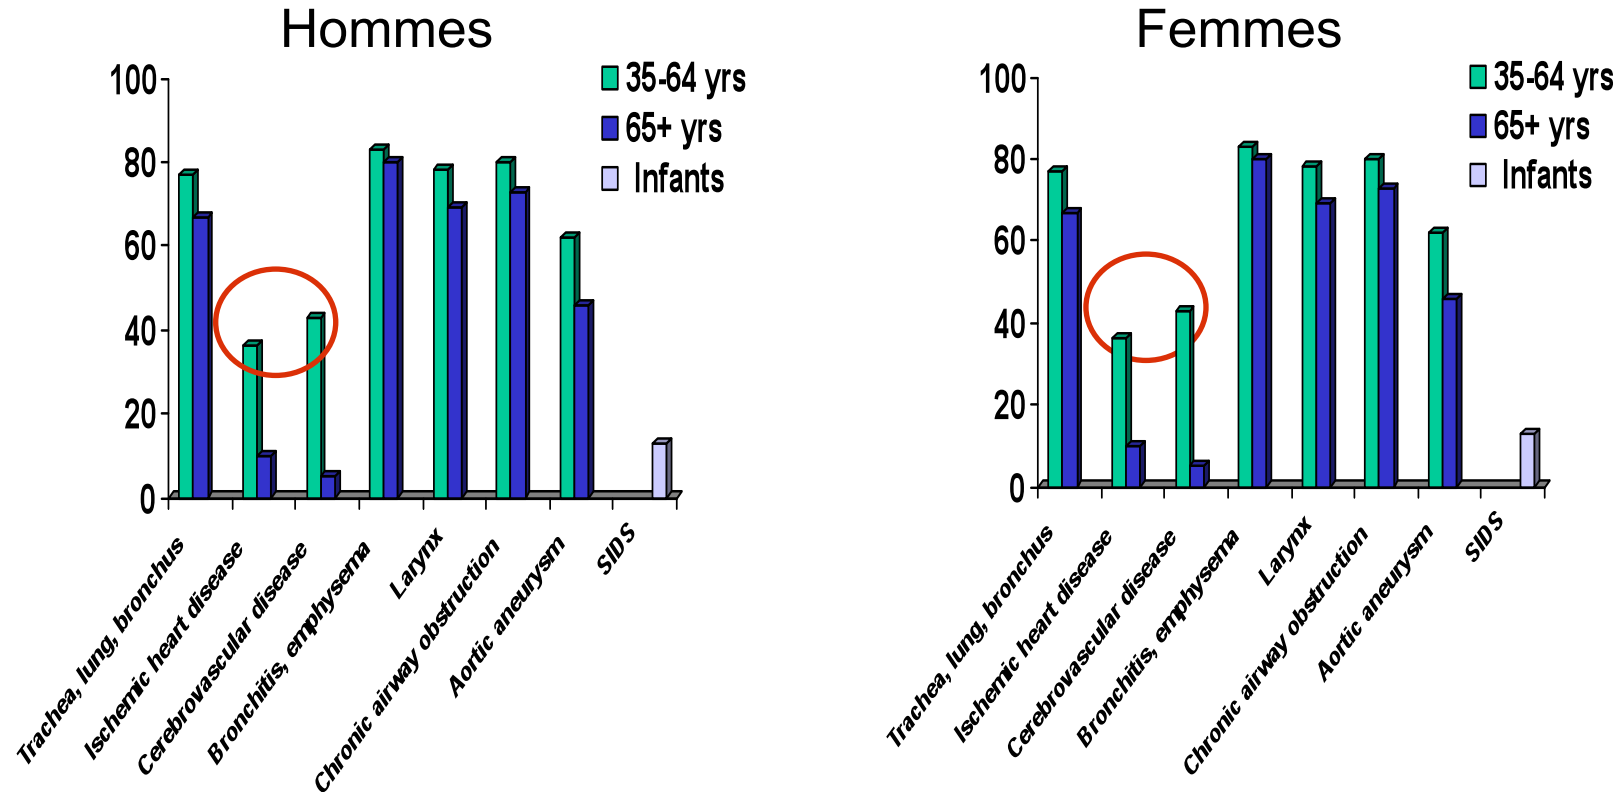 Hommes
100
80
60
40
20
0
35-64 yrs
65+ yrs
Infants
Trachea, lung, bronchus
Ischemic heart disease
Cerebrovascular disease
Bronchitis, emphysema
Larynx
Chronic airway obstruction
Aortic aneurysm
SIDS
Femmes
100
80
60
40
20
0
35-64 yrs
65+ yrs
Infants
Trachea, lung, bronchus
Ischemic heart disease
Cerebrovascular disease
Bronchitis, emphysema
Larynx
Chronic airway obstruction
Aortic aneurysm
SIDS